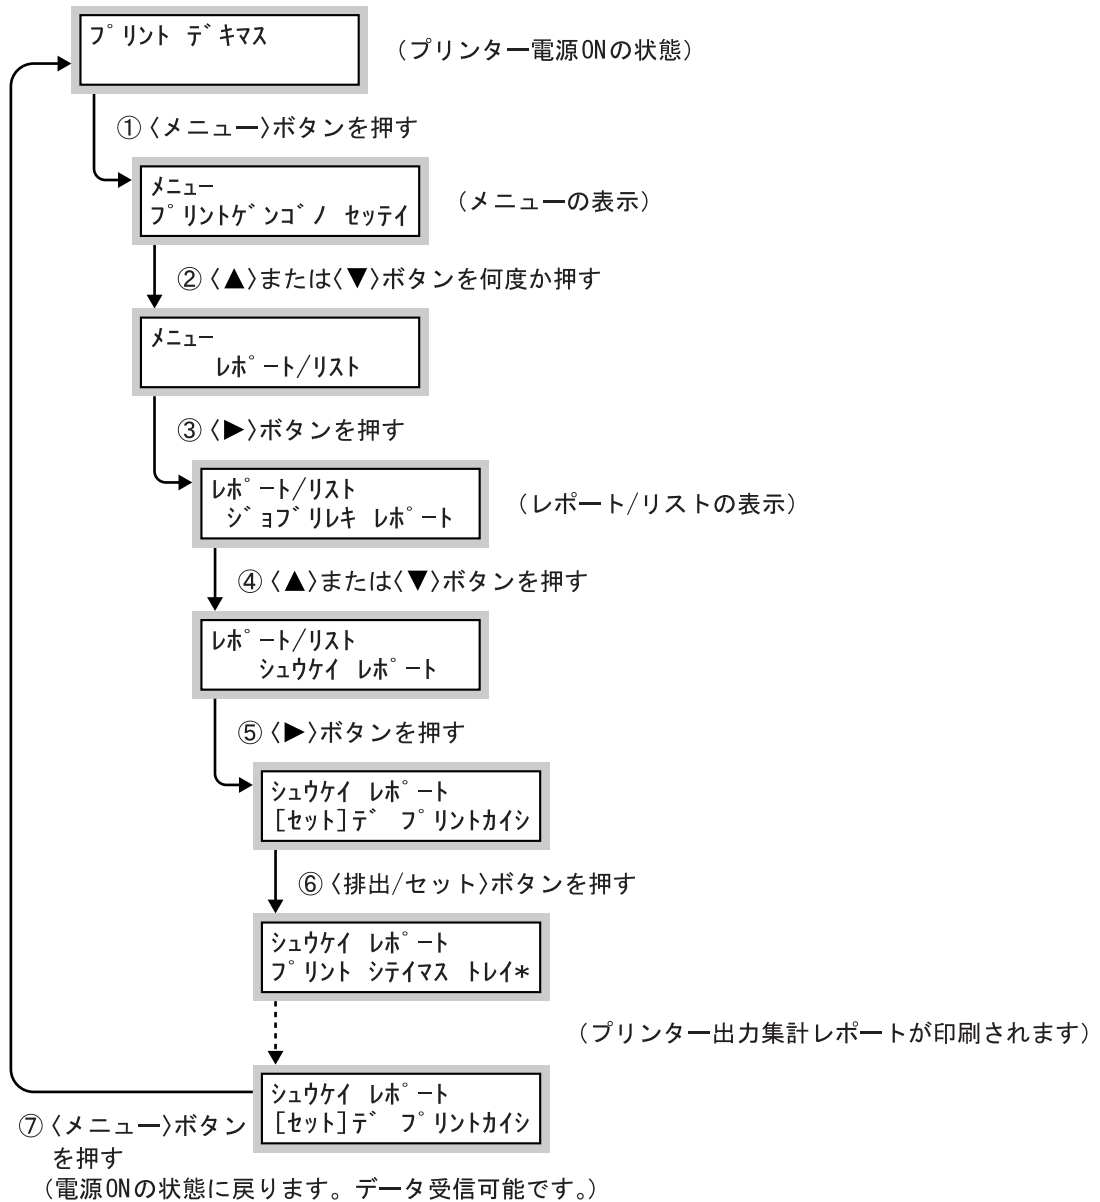 ﾌﾟﾘﾝﾄ ﾃﾞｷﾏｽ
（プリンター電源ONの状態）
①〈メニュー〉ボタンを押す
ﾒﾆｭｰ
ﾌﾟﾘﾝﾄｹﾞﾝｺﾞﾉ ｾｯﾃｲ
（メニューの表示）
②〈▲〉または〈▼〉ボタンを何度か押す
ﾒﾆｭｰ
ﾚﾎﾟｰﾄ/ﾘｽﾄ
③〈▶〉ボタンを押す
ﾚﾎﾟｰﾄ/ﾘｽﾄ
ｼﾞｮﾌﾞﾘﾚｷ ﾚﾎﾟｰﾄ
（レポート/リストの表示）
④〈▲〉または〈▼〉ボタンを押す
ﾚﾎﾟｰﾄ/ﾘｽﾄ
ｼｭｳｹｲ ﾚﾎﾟｰﾄ
⑤〈▶〉ボタンを押す
ｼｭｳｹｲ ﾚﾎﾟｰﾄ
[ｾｯﾄ]ﾃﾞ ﾌﾟﾘﾝﾄｶｲｼ
⑥〈排出/セット〉ボタンを押す
ｼｭｳｹｲ ﾚﾎﾟｰﾄ
ﾌﾟﾘﾝﾄ ｼﾃｲﾏｽ ﾄﾚｲ*
（プリンター出力集計レポートが印刷されます）
ｼｭｳｹｲ ﾚﾎﾟｰﾄ
[ｾｯﾄ]ﾃﾞ ﾌﾟﾘﾝﾄｶｲｼ
⑦〈メニュー〉ボタン
を押す
（電源ONの状態に戻ります。データ受信可能です。）